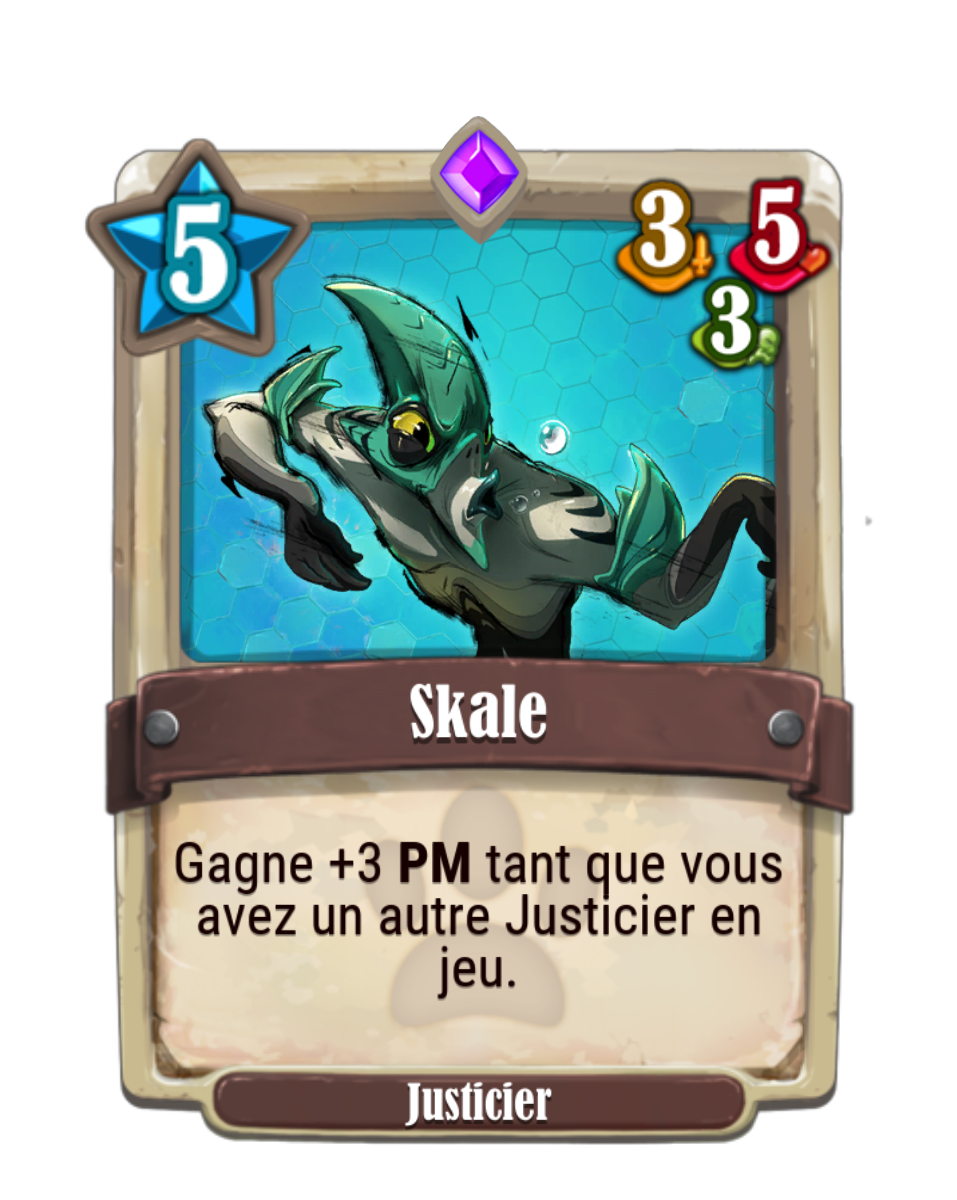 5
3
5
3
Skale
Gagne +3 PM tant que vous
avez un autre Justicier en
jeu.
Justicier